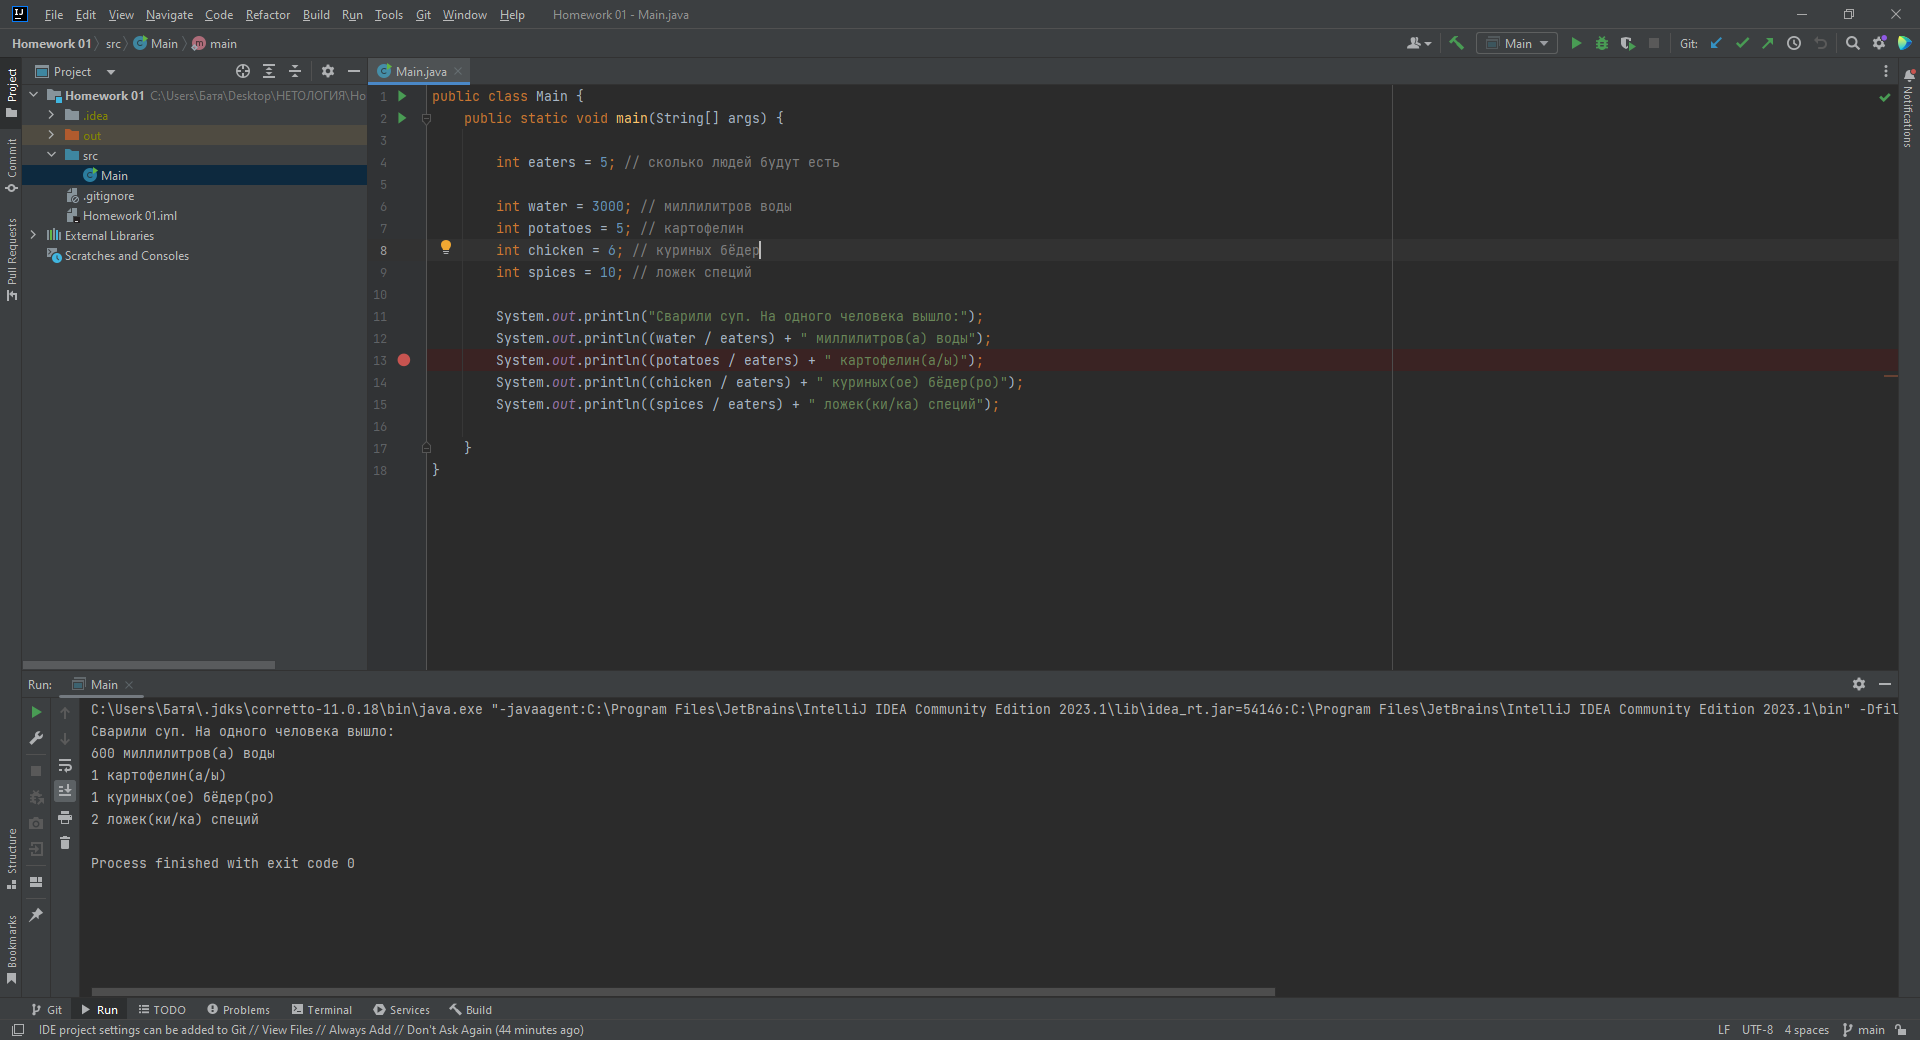 File Edit View Navigate Code Refactor Build Run Tools Git Window Help Homework 01 - Main.java
Homework 01 src Main main
Main
Git:
Project
Main.java
Homework 01 C:\Users\Батя\Desktop\НЕТОЛОГИЯ\Ho
.idea
out
src
Main
.gitignore
Homework 01.iml
External Libraries
Scratches and Consoles
Project
Commit
Pull Requests
Structure
Bookmarks
Notifications
1 public class Main {
2 public static void main(String[] args) {
3
4 int eaters = 5; // сколько людей будут есть
5
6 int water = 3000; // миллилитров воды
7 int potatoes = 5; // картофелин
8 int chicken = 6; // куриных бёдер
9 int spices = 10; // ложек специй
10
11 System.out.println("Сварили суп. На одного человека вышло:");
12 System.out.println((water / eaters) + " миллилитров(а) воды");
13 System.out.println((potatoes / eaters) + " картофелин(а/ы)");
14 System.out.println((chicken / eaters) + " куриных(ое) бёдер(ро)");
15 System.out.println((spices / eaters) + " ложек(ки/ка) специй");
16
17 }
18 }
Run: Main
C:\Users\Батя\.jdks\corretto-11.0.18\bin\java.exe "-javaagent:C:\Program Files\JetBrains\IntelliJ IDEA Community Edition 2023.1\lib\idea_rt.jar=54146:C:\Program Files\JetBrains\IntelliJ IDEA Community Edition 2023.1\bin" -Dfil
Сварили суп. На одного человека вышло:
600 миллилитров(а) воды
1 картофелин(а/ы)
1 куриных(ое) бёдер(ро)
2 ложек(ки/ка) специй
Process finished with exit code 0
Git Run TODO Problems Terminal Services Build
IDE project settings can be added to Git // View Files // Always Add // Don't Ask Again (44 minutes ago)
LF UTF-8 4 spaces main